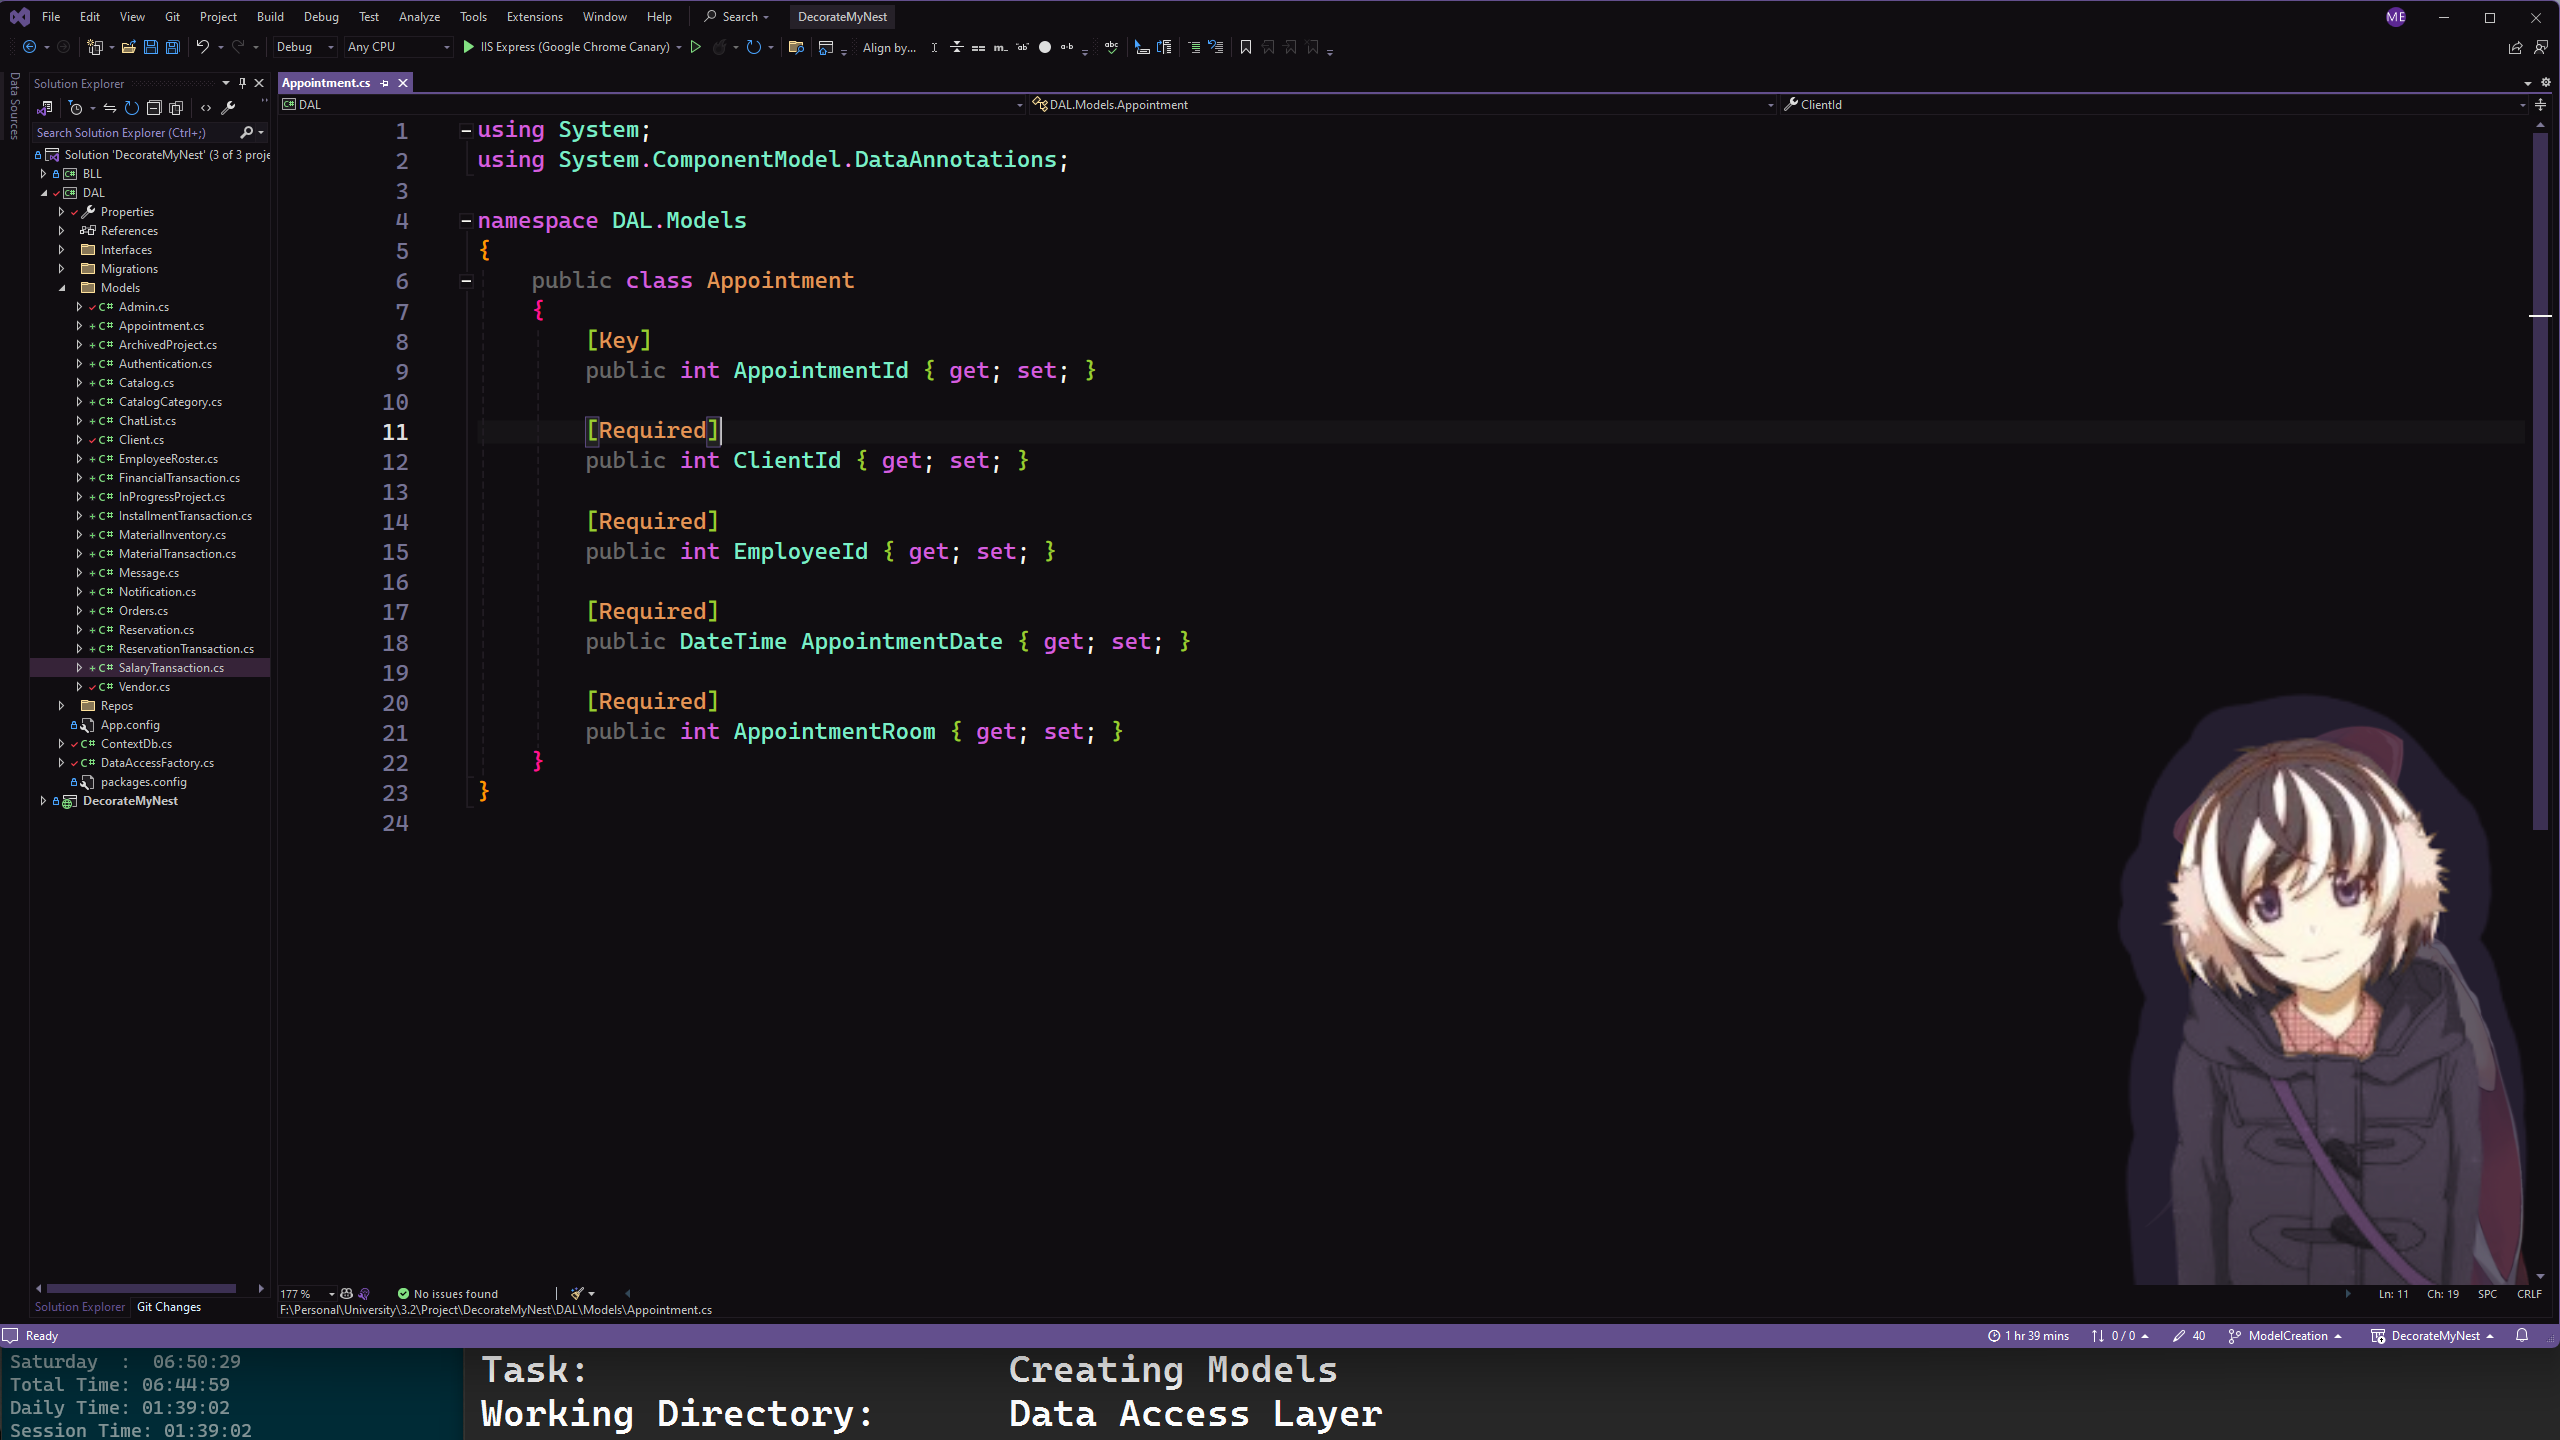 File Edit View Git Project Build Debug Test Analyze Tools Extensions Window Help Search DecorateMyNest ME
Debug Any CPU IIS Express (Google Chrome Canary) Align by...
Data Sources
Solution Explorer
Search Solution Explorer (Ctrl+;)
Solution 'DecorateMyNest' (3 of 3 proje
BLL
DAL
Properties
References
Interfaces
Migrations
Models
C# Admin.cs
C# Appointment.cs
C# ArchivedProject.cs
C# Authentication.cs
C# Catalog.cs
C# CatalogCategory.cs
C# ChatList.cs
C# Client.cs
C# EmployeeRoster.cs
C# FinancialTransaction.cs
C# InProgressProject.cs
C# InstallmentTransaction.cs
C# MaterialInventory.cs
C# MaterialTransaction.cs
C# Message.cs
C# Notification.cs
C# Orders.cs
C# Reservation.cs
C# ReservationTransaction.cs
C# SalaryTransaction.cs
C# Vendor.cs
Repos
App.config
C# ContextDb.cs
C# DataAccessFactory.cs
packages.config
DecorateMyNest
Solution Explorer Git Changes
Appointment.cs
DAL DAL.Models.Appointment ClientId
1 using System;
2 using System.ComponentModel.DataAnnotations;
3
4 namespace DAL.Models
5 {
6 public class Appointment
7 {
8 [Key]
9 public int AppointmentId { get; set; }
10
11 [Required]
12 public int ClientId { get; set; }
13
14 [Required]
15 public int EmployeeId { get; set; }
16
17 [Required]
18 public DateTime AppointmentDate { get; set; }
19
20 [Required]
21 public int AppointmentRoom { get; set; }
22 }
23 }
24
177 % No issues found Ln: 11 Ch: 19 SPC CRLF
F:\Personal\University\3.2\Project\DecorateMyNest\DAL\Models\Appointment.cs
Ready 1 hr 39 mins 0 / 0 40 ModelCreation DecorateMyNest
Saturday : 06:50:29
Total Time: 06:44:59
Daily Time: 01:39:02
Session Time: 01:39:02
Task: Creating Models
Working Directory: Data Access Layer